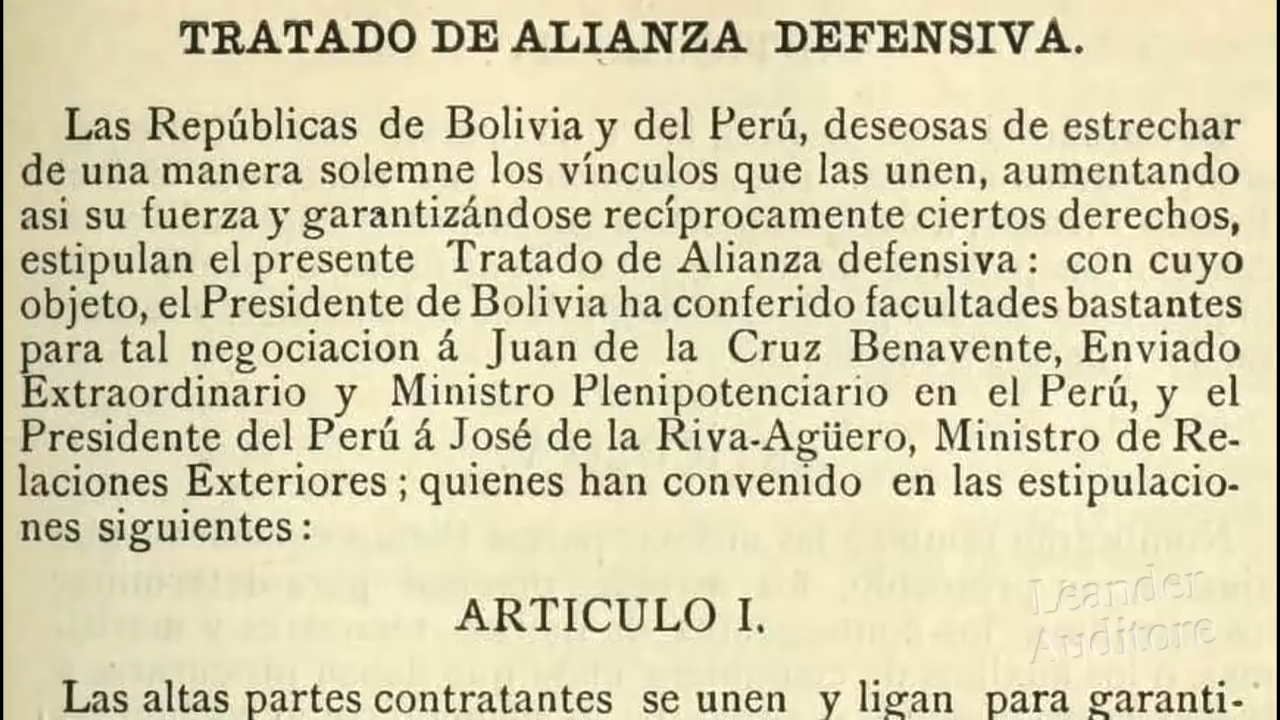 TRATADO DE ALIANZA DEFENSIVA.
Las Repúblicas de Bolivia y del Perú, deseosas de estrechar
de una manera solemne los vínculos que las unen, aumentando
asi su fuerza y garantizándose recíprocamente ciertos derechos,
estipulan el presente Tratado de Alianza defensiva : con cuyo
objeto, el Presidente de Bolivia ha conferido facultades bastantes
para tal negociacion á Juan de la Cruz Benavente, Enviado
Extraordinario y Ministro Plenipotenciario en el Perú, y el
Presidente del Perú á José de la Riva-Agüero, Ministro de Re-
laciones Exteriores ; quienes han convenido en las estipulacio-
nes siguientes :
ARTICULO I.
Leander
Auditore
Las altas partes contratantes se unen y ligan para garanti-